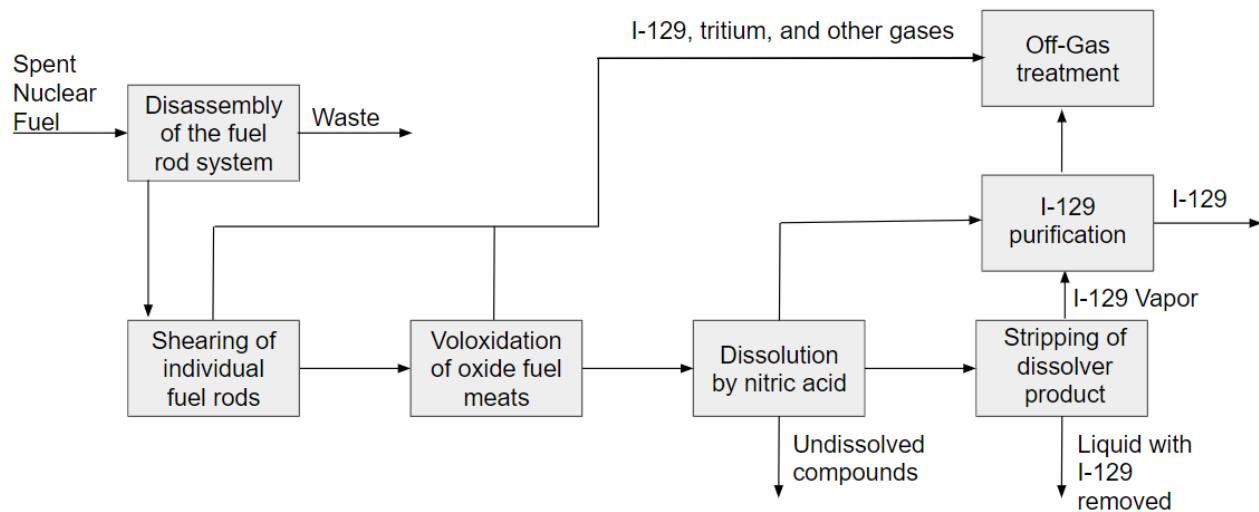 I-129, tritium, and other gases
Off-Gas
treatment
Spent
Nuclear
Fuel
Disassembly
of the fuel
rod system
Waste
I-129
purification
I-129
I-129 Vapor
Shearing of
individual
fuel rods
Voloxidation
of oxide fuel
meats
Dissolution
by nitric acid
Stripping of
dissolver
product
Undissolved
compounds
Liquid with
I-129
removed